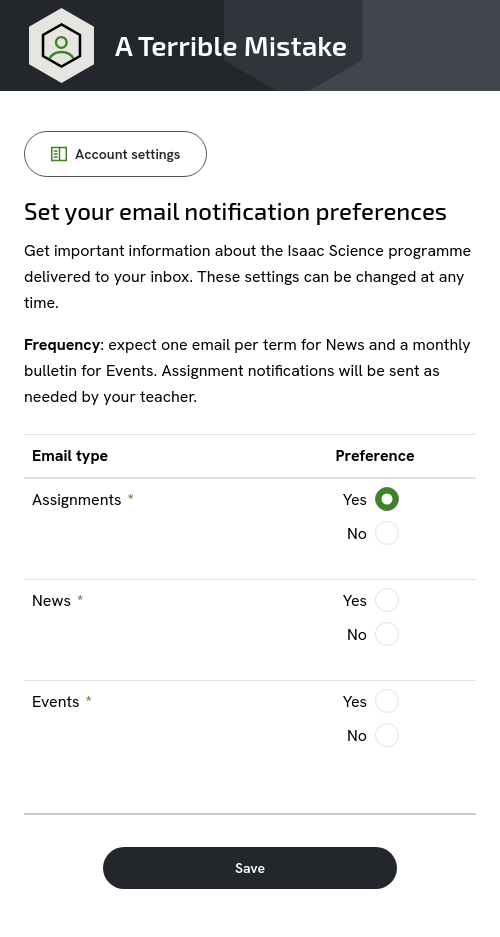 A Terrible Mistake
Account settings
Set your email notification preferences
Get important information about the Isaac Science programme
delivered to your inbox. These settings can be changed at any
time.
Frequency: expect one email per term for News and a monthly
bulletin for Events. Assignment notifications will be sent as
needed by your teacher.
Email type Preference
Assignments * Yes
No
News * Yes
No
Events * Yes
No
Save